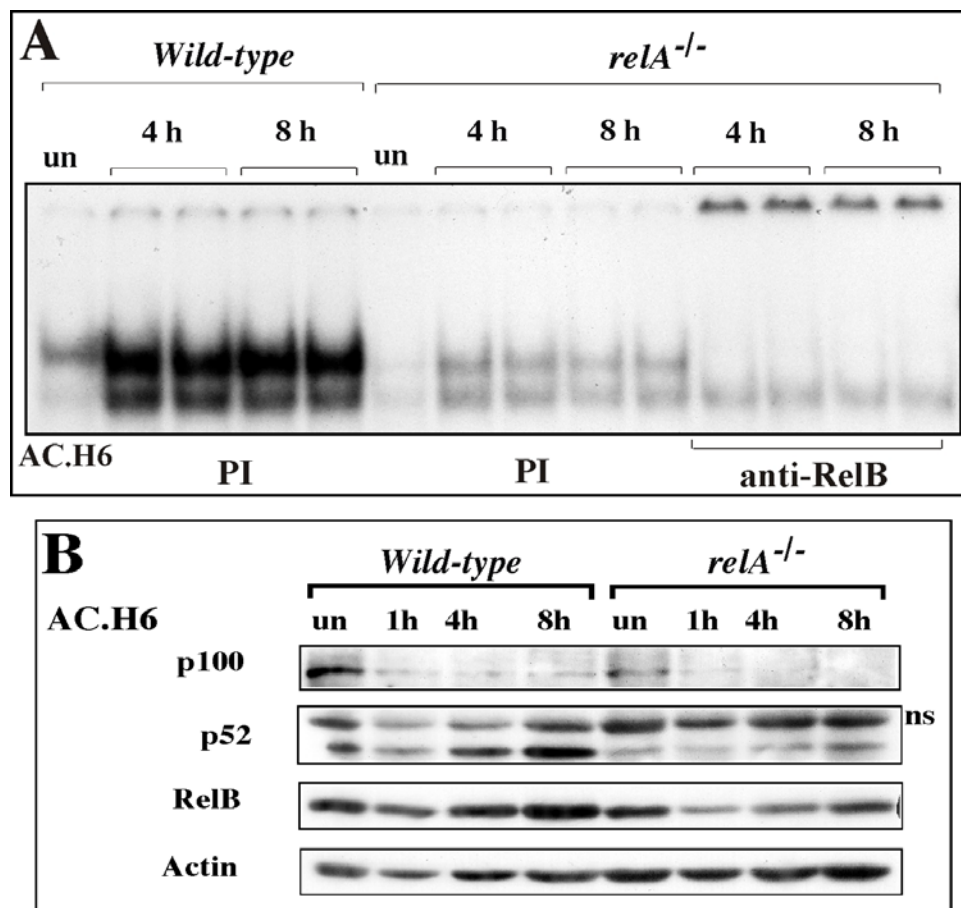 A
Wild-type relA-/-
4 h 8 h 4 h 8 h 4 h 8 h
un un
AC.H6
PI PI anti-RelB
B
Wild-type relA-/-
AC.H6 un 1h 4h 8h un 1h 4h 8h
p100
ns
p52
RelB
Actin